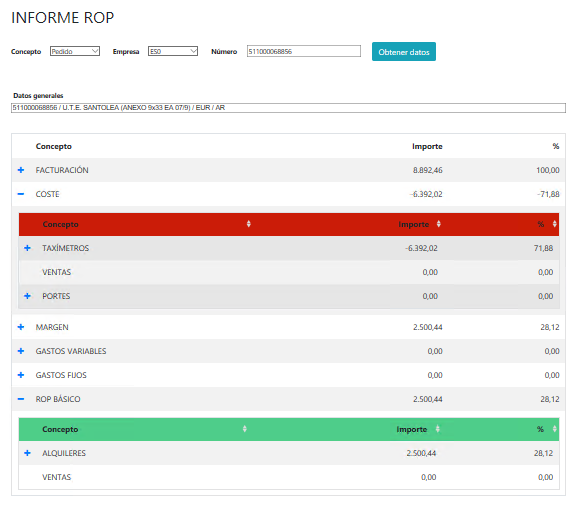 INFORME ROP
Concepto Pedido Empresa ES0 Número 511000068856 Obtener datos
Datos generales
511000068856 / U.T.E. SANTOLEA (ANEXO 9x33 EA 07/9) / EUR / AR
Concepto Importe %
FACTURACIÓN 8.892,46 100,00
COSTE -6.392,02 -71,88
Concepto Importe %
TAXÍMETROS -6.392,02 71,88
VENTAS 0,00 0,00
PORTES 0,00 0,00
MARGEN 2.500,44 28,12
GASTOS VARIABLES 0,00 0,00
GASTOS FIJOS 0,00 0,00
ROP BÁSICO 2.500,44 28,12
Concepto Importe %
ALQUILERES 2.500,44 28,12
VENTAS 0,00 0,00